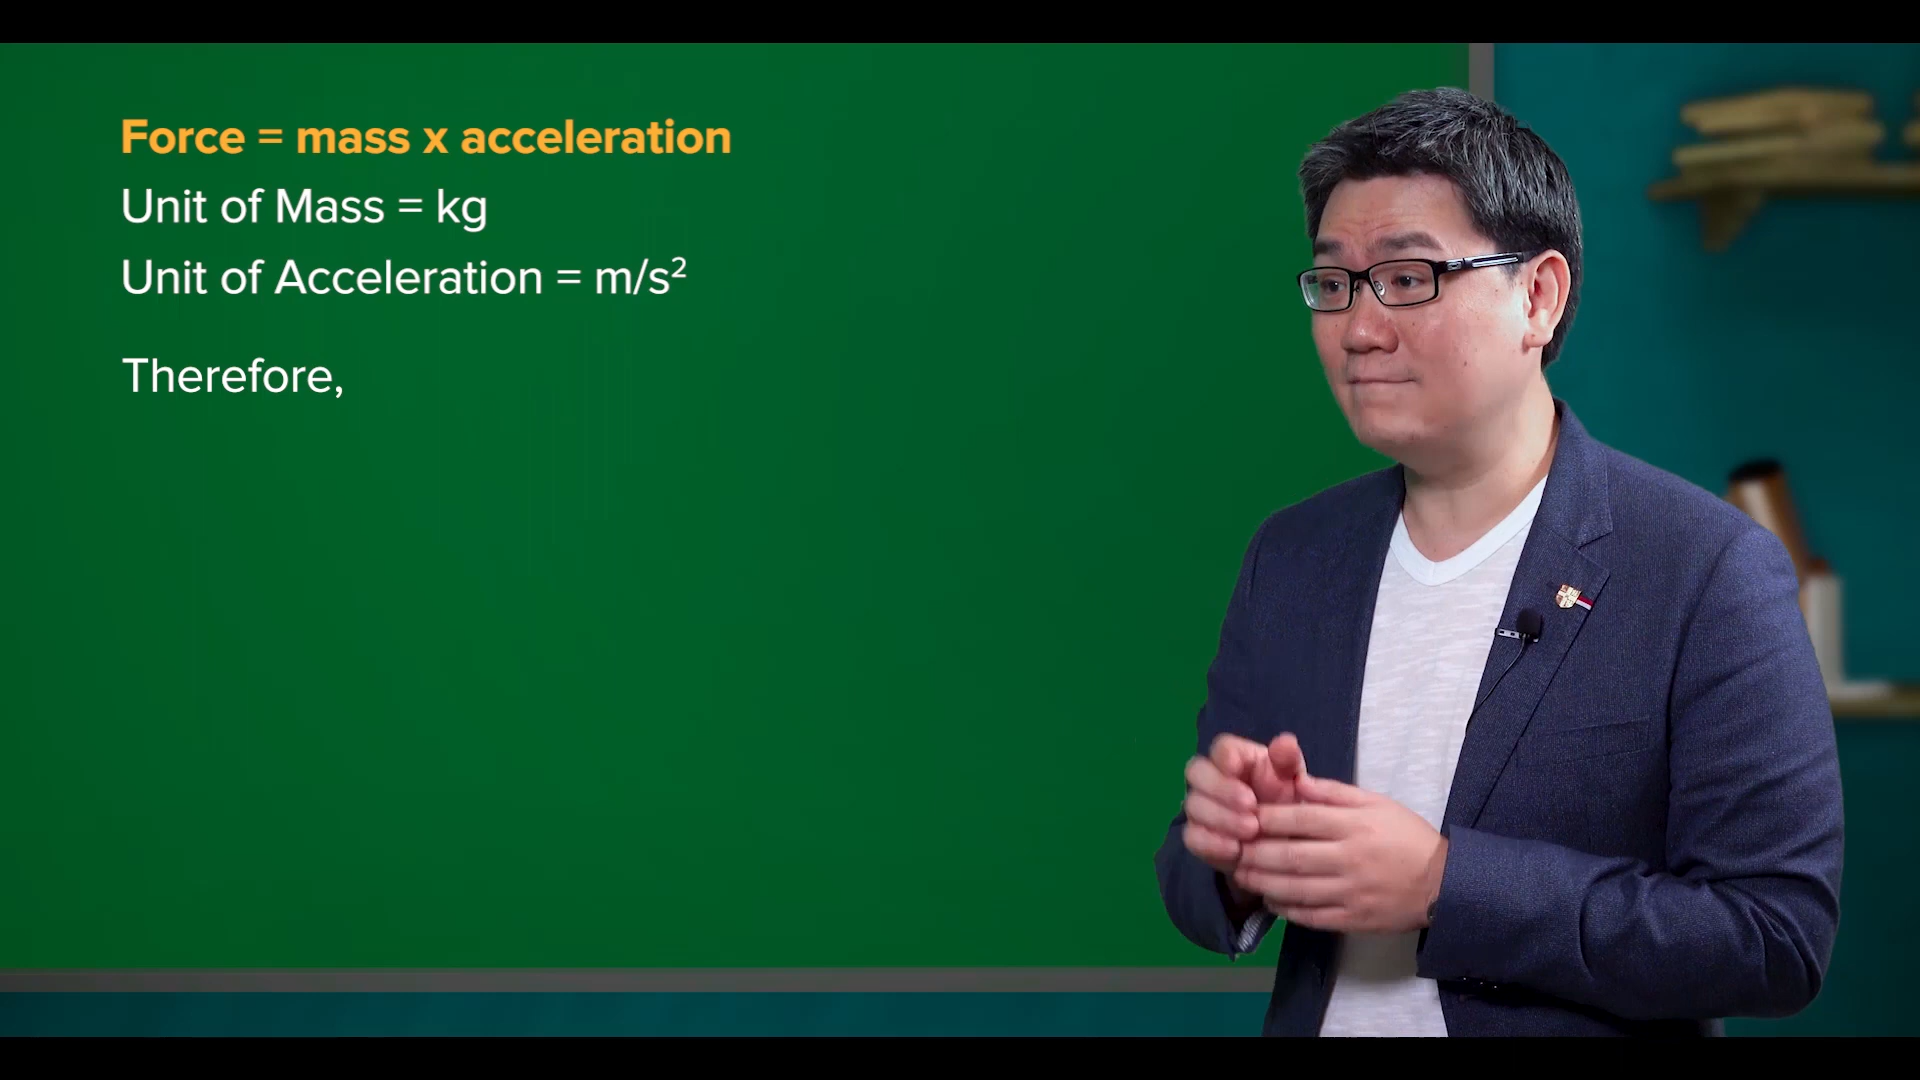 Force = mass x acceleration
Unit of Mass = kg
Unit of Acceleration = m/s²
Therefore,